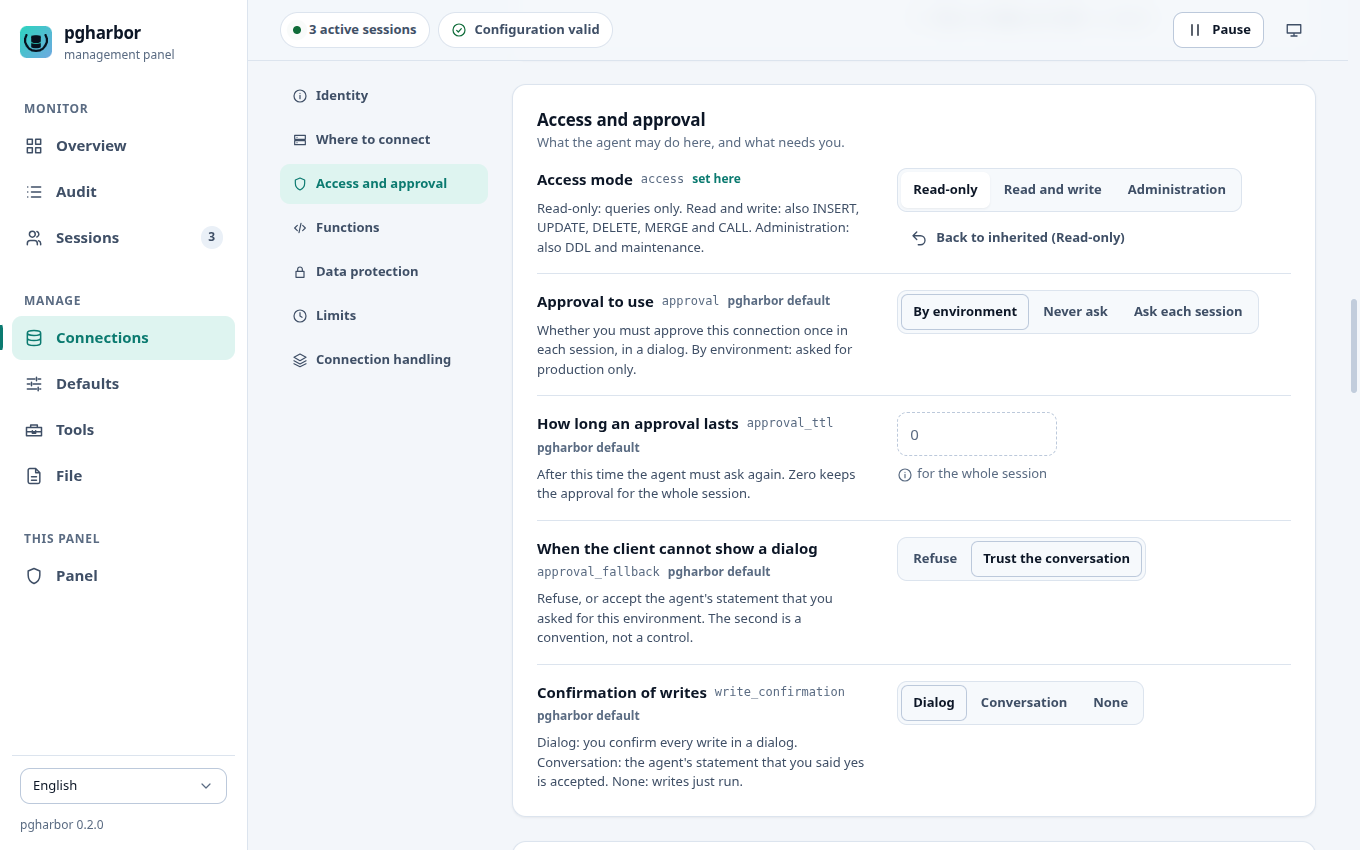 pgharbor
management panel
MONITOR
Overview
Audit
Sessions
3
MANAGE
Connections
Defaults
Tools
File
THIS PANEL
Panel
English
pgharbor 0.2.0
3 active sessions
Configuration valid
Pause
Identity
Where to connect
Access and approval
Functions
Data protection
Limits
Connection handling
Access and approval
What the agent may do here, and what needs you.
Access mode access set here
Read-only: queries only. Read and write: also INSERT,
UPDATE, DELETE, MERGE and CALL. Administration:
also DDL and maintenance.
Read-only Read and write Administration
Back to inherited (Read-only)
Approval to use approval pgharbor default
Whether you must approve this connection once in
each session, in a dialog. By environment: asked for
production only.
By environment Never ask Ask each session
How long an approval lasts approval_ttl
pgharbor default
After this time the agent must ask again. Zero keeps
the approval for the whole session.
0
for the whole session
When the client cannot show a dialog
approval_fallback pgharbor default
Refuse, or accept the agent's statement that you
asked for this environment. The second is a
convention, not a control.
Refuse Trust the conversation
Confirmation of writes write_confirmation
pgharbor default
Dialog: you confirm every write in a dialog.
Conversation: the agent's statement that you said yes
is accepted. None: writes just run.
Dialog Conversation None